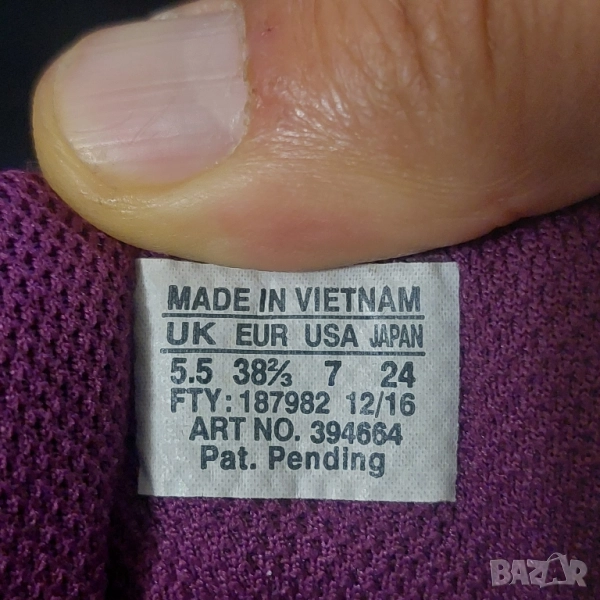 MADE IN VIETNAM
UK EUR USA JAPAN
5.5 38⅔ 7 24
FTY: 187982 12/16
ART NO. 394664
Pat. Pending
BAZAR